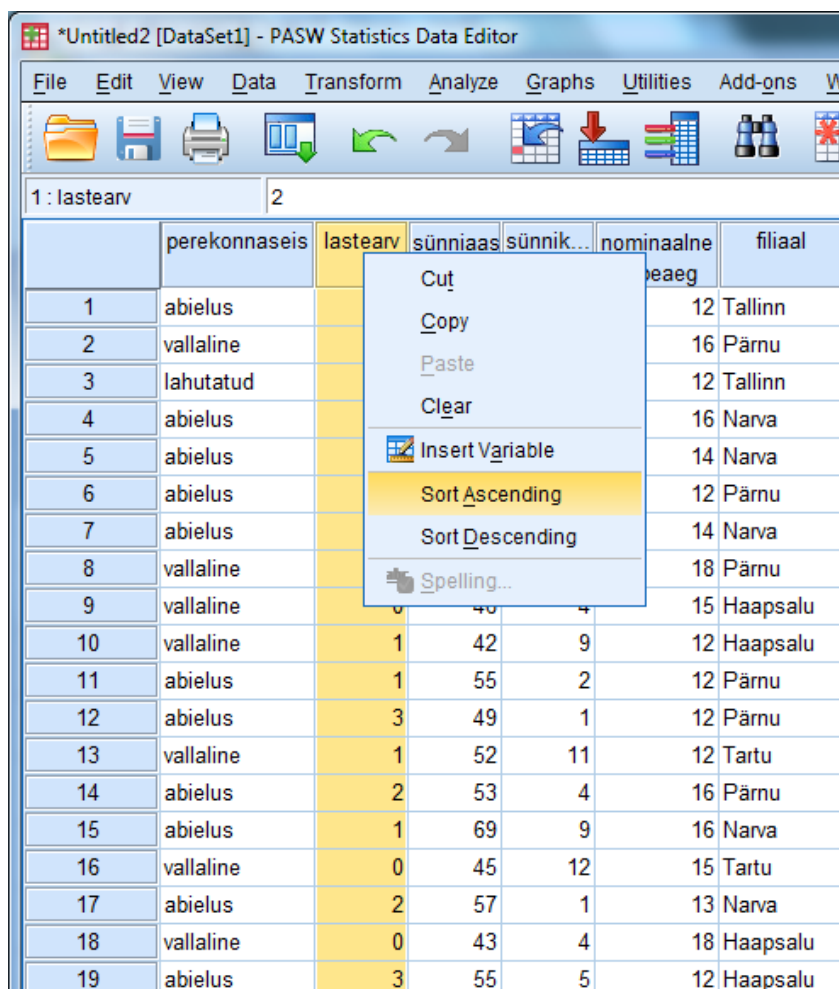 *Untitled2 [DataSet1] - PASW Statistics Data Editor
File Edit View Data Transform Analyze Graphs Utilities Add-ons
1 : lastearv 2
perekonnaseis lastearv sünniaas sünnik... nominaalne filiaal
Cut
Copy
Paste
Clear
Insert Variable
Sort Ascending
Sort Descending
Spelling...
1 abielus 12 Tallinn
2 vallaline 16 Pärnu
3 lahutatud 12 Tallinn
4 abielus 16 Narva
5 abielus 14 Narva
6 abielus 12 Pärnu
7 abielus 14 Narva
8 vallaline 18 Pärnu
9 vallaline 15 Haapsalu
10 vallaline 1 42 9 12 Haapsalu
11 abielus 1 55 2 12 Pärnu
12 abielus 3 49 1 12 Pärnu
13 vallaline 1 52 11 12 Tartu
14 abielus 2 53 4 16 Pärnu
15 abielus 1 69 9 16 Narva
16 vallaline 0 45 12 15 Tartu
17 abielus 2 57 1 13 Narva
18 vallaline 0 43 4 18 Haapsalu
19 abielus 3 55 5 12 Haapsalu